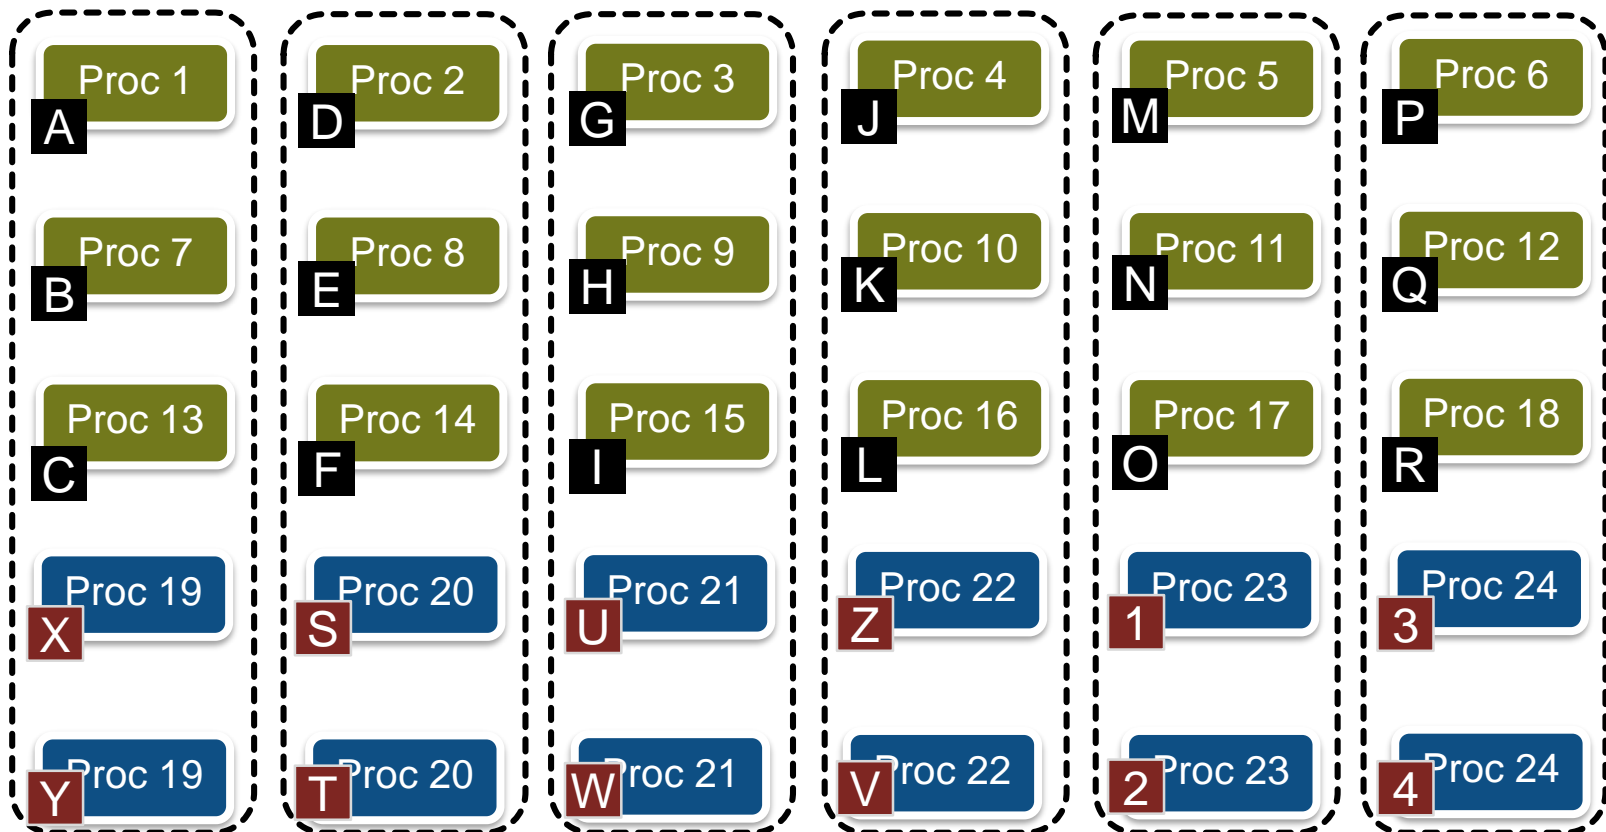 Proc 1
A
Proc 2
D
Proc 3
G
Proc 4
J
Proc 5
M
Proc 6
P
Proc 7
B
Proc 8
E
Proc 9
H
Proc 10
K
Proc 11
N
Proc 12
Q
Proc 13
C
Proc 14
F
Proc 15
I
Proc 16
L
Proc 17
O
Proc 18
R
Proc 19
X
Proc 20
S
Proc 21
U
Proc 22
Z
Proc 23
1
Proc 24
3
Proc 19
Y
Proc 20
T
Proc 21
W
Proc 22
V
Proc 23
2
Proc 24
4